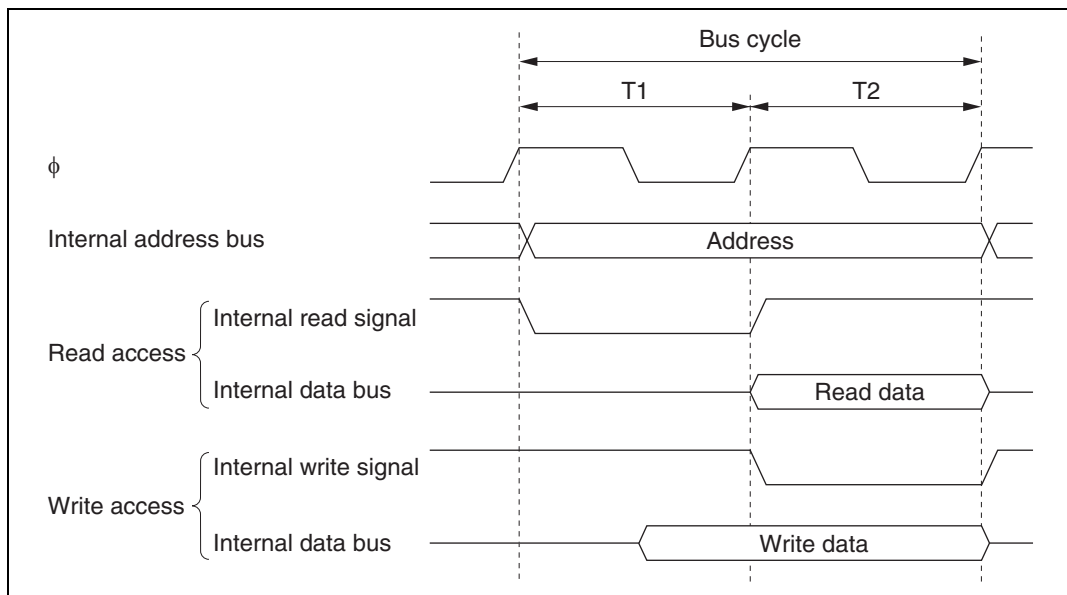 Bus cycle
T1 T2
ϕ
Internal address bus Address
Read access
Internal read signal
Internal data bus Read data
Write access
Internal write signal
Internal data bus Write data